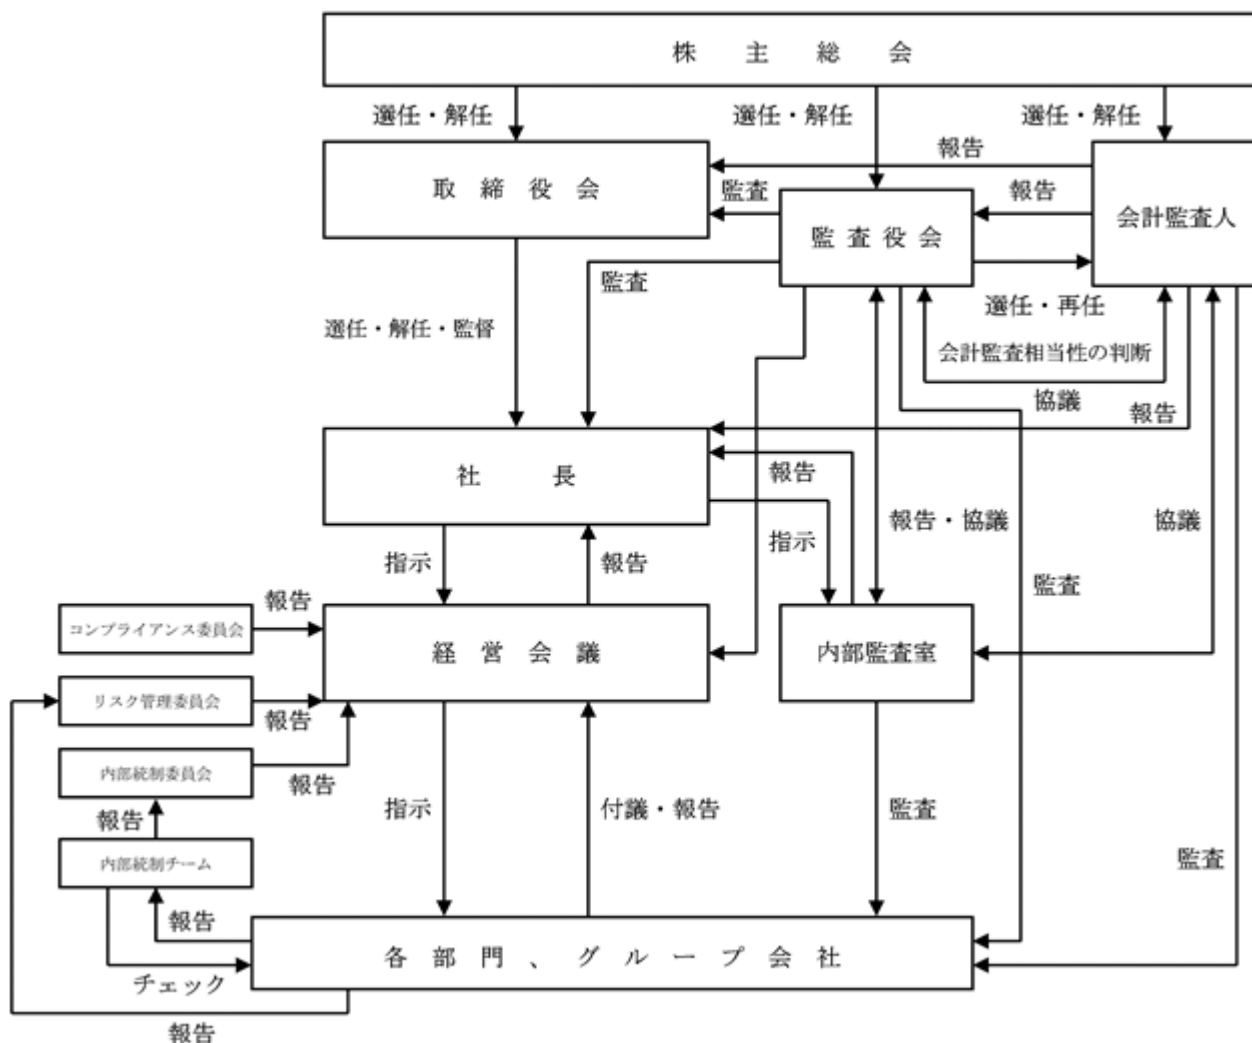 株主総会
選任・解任
選任・解任
選任・解任
取締役会
報告
監査
監査役会
報告
会計監査人
監査
選任・再任
選任・解任・監督
会計監査相当性の判断
協議
報告
社長
報告
指示
報告・協議
協議
指示
報告
監査
報告
コンプライアンス委員会
経営会議
内部監査室
リスク管理委員会
報告
内部統制委員会
報告
指示
付議・報告
監査
報告
内部統制チーム
監査
報告
各部門、グループ会社
チェック
報告